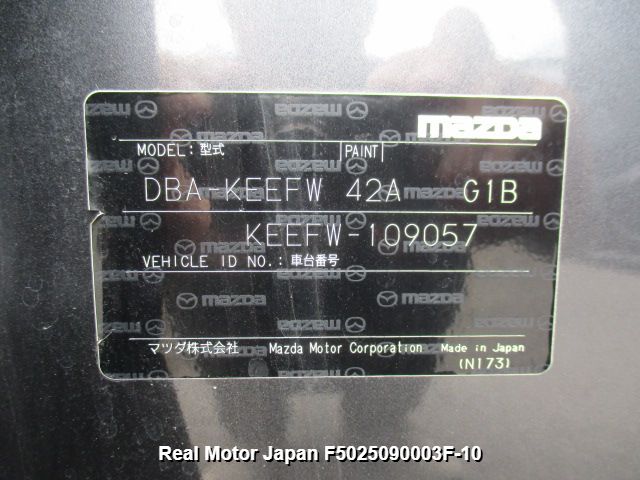 mazda
MODEL: 型式 PAINT
DBA-KEEFW 42A G1B
KEEFW-109057
VEHICLE ID NO.: 車台番号
マツダ株式会社 Mazda Motor Corporation Made in Japan
(N173)
Real Motor Japan F5025090003F-10